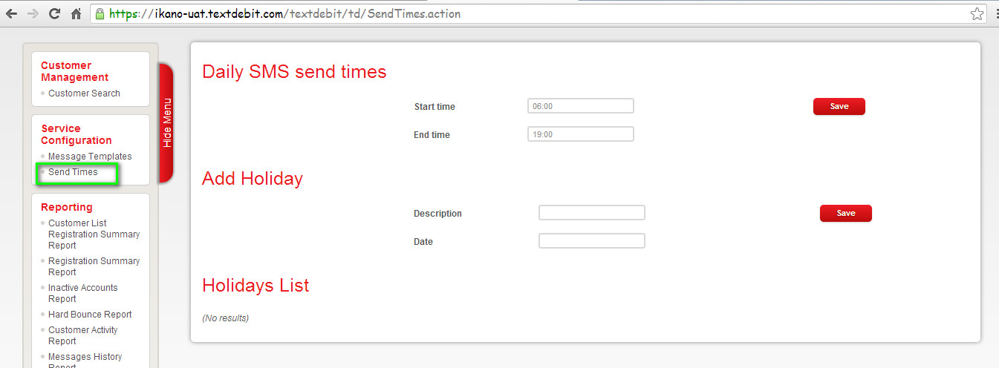 https://ikano-uat.textdebit.com/textdebit/td/SendTimes.action
Customer
Management
Customer Search
Service
Configuration
Message Templates
Send Times
Reporting
Customer List
Registration Summary
Report
Registration Summary
Report
Inactive Accounts
Report
Hard Bounce Report
Customer Activity
Report
Messages History
Report
Hide Menu
Daily SMS send times
Start time 06:00 Save
End time 19:00
Add Holiday
Description Save
Date
Holidays List
(No results)